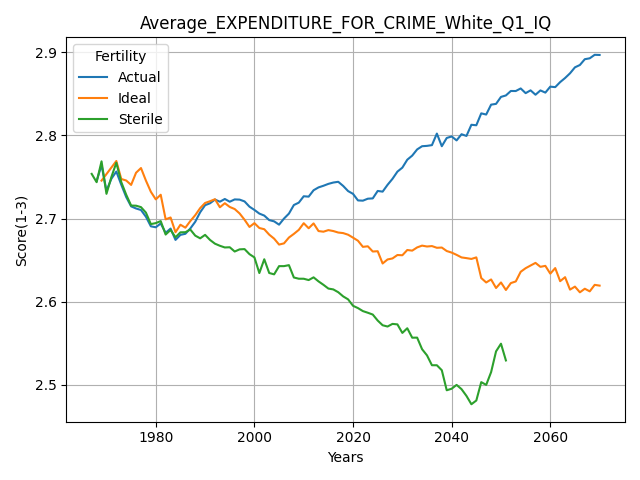 Average_EXPENDITURE_FOR_CRIME_White_Q1_IQ
Fertility
Actual
Ideal
Sterile
Score(1-3)
2.9
2.8
2.7
2.6
2.5
1980 2000 2020 2040 2060
Years